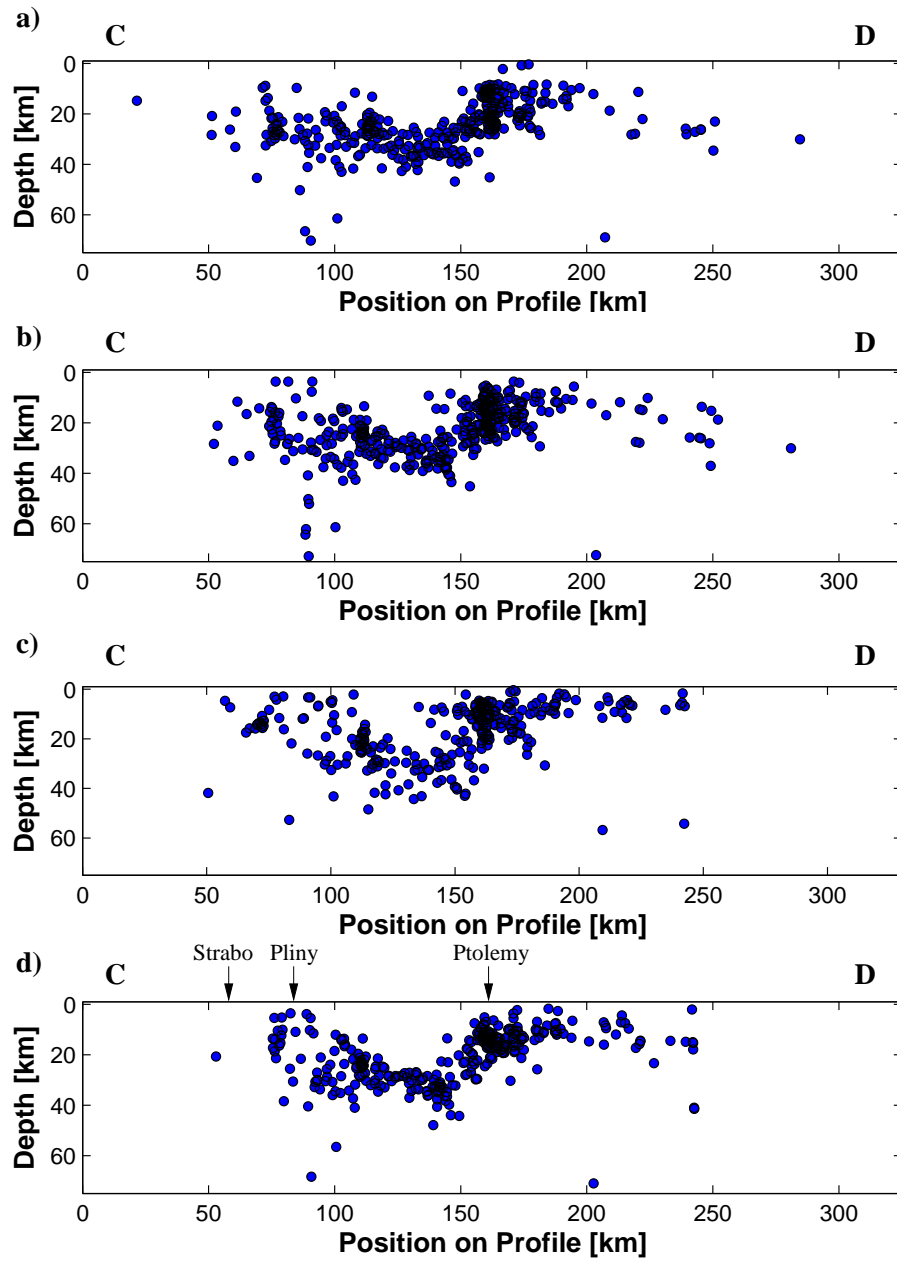 a)
C D
0
20
40
60
Depth [km]
0 50 100 150 200 250 300
Position on Profile [km]
b)
C D
0
20
40
60
Depth [km]
0 50 100 150 200 250 300
Position on Profile [km]
c)
C D
0
20
40
60
Depth [km]
0 50 100 150 200 250 300
Position on Profile [km]
Strabo Pliny Ptolemy
d)
C D
0
20
40
60
Depth [km]
0 50 100 150 200 250 300
Position on Profile [km]